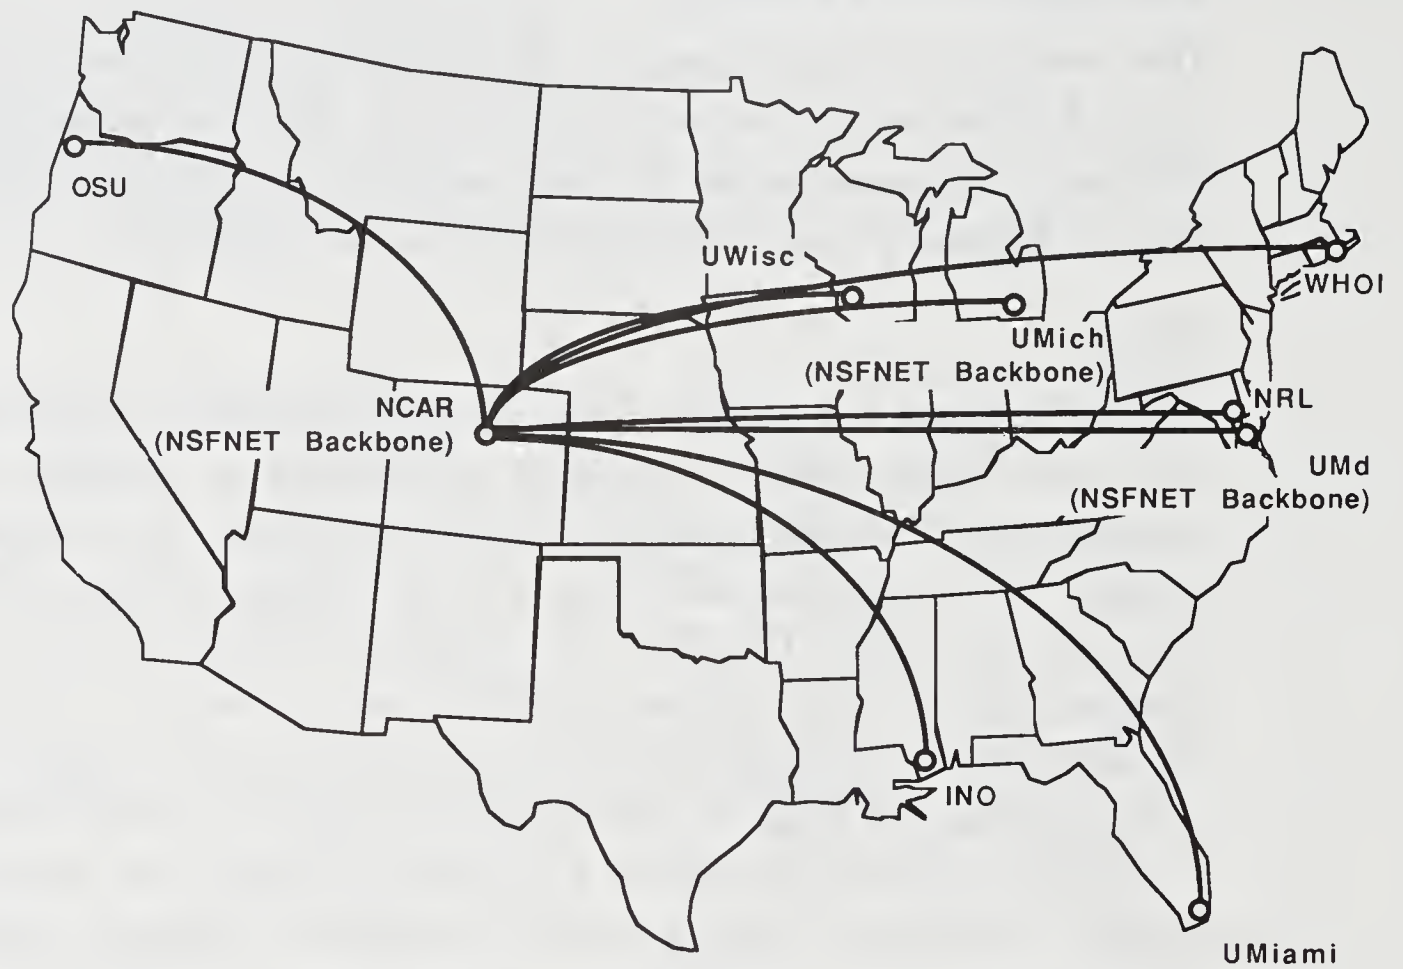 OSU
UWisc
WHOI
UMich
(NSFNET Backbone)
NCAR
(NSFNET Backbone)
NRL
UMd
(NSFNET Backbone)
INO
UMiami